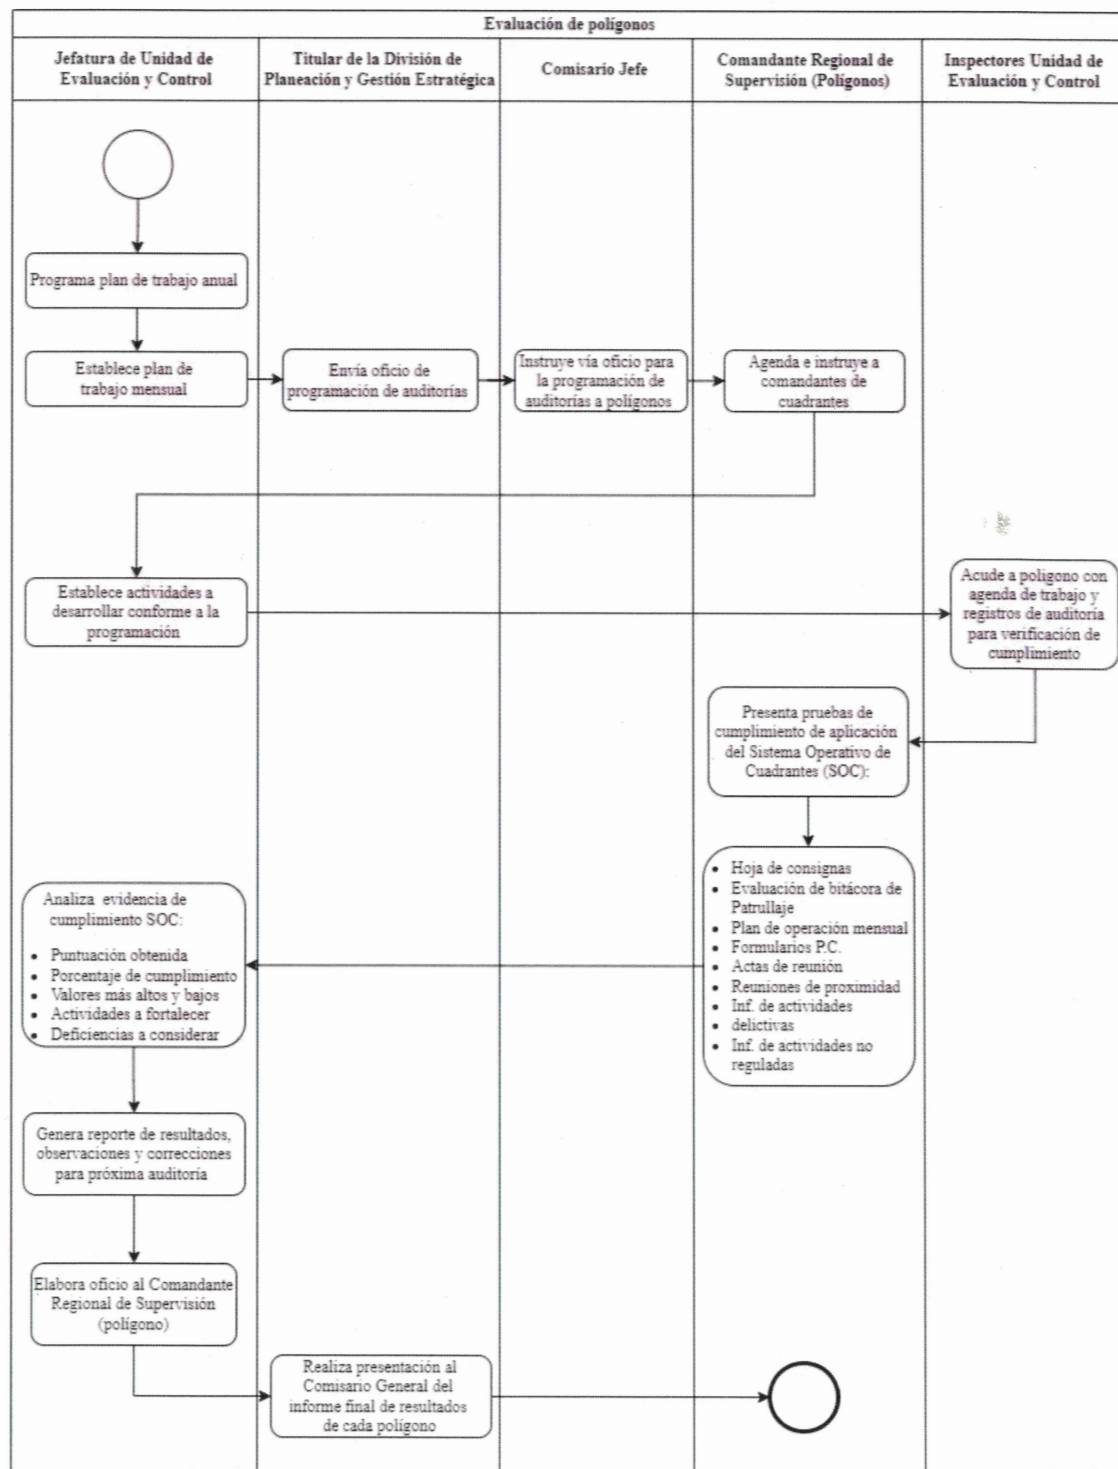 Evaluación de polígonos
Jefatura de Unidad de
Evaluación y Control
Titular de la División de
Planeación y Gestión Estratégica
Comisario Jefe
Comandante Regional de
Supervisión (Polígonos)
Inspectores Unidad de
Evaluación y Control
Programa plan de trabajo anual
Establece plan de
trabajo mensual
Envía oficio de
programación de auditorías
Instruye vía oficio para
la programación de
auditorías a polígonos
Agenda e instruye a
comandantes de
cuadrantes
Establece actividades a
desarrollar conforme a la
programación
Acude a poligono con
agenda de trabajo y
registros de auditoría
para verificación de
cumplimiento
Presenta pruebas de
cumplimiento de aplicación
del Sistema Operativo de
Cuadrantes (SOC):
• Hoja de consignas
• Evaluación de bitácora de
Patrullaje
• Plan de operación mensual
• Formularios P.C.
• Actas de reunión
• Reuniones de proximidad
• Inf. de actividades
• delictivas
• Inf. de actividades no
reguladas
Analiza evidencia de
cumplimiento SOC:
• Puntuación obtenida
• Porcentaje de cumplimiento
• Valores más altos y bajos
• Actividades a fortalecer
• Deficiencias a considerar
Genera reporte de resultados,
observaciones y correcciones
para próxima auditoría
Elabora oficio al Comandante
Regional de Supervisión
(polígono)
Realiza presentación al
Comisario General del
informe final de resultados
de cada polígono